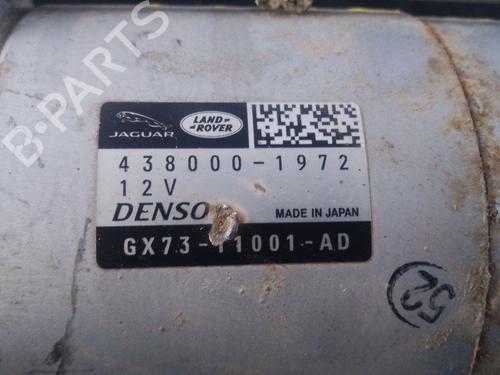 B-PARTS
JAGUAR
LAND ROVER
438000-1972
12V
DENSO
MADE IN JAPAN
GX73-11001-AD
52